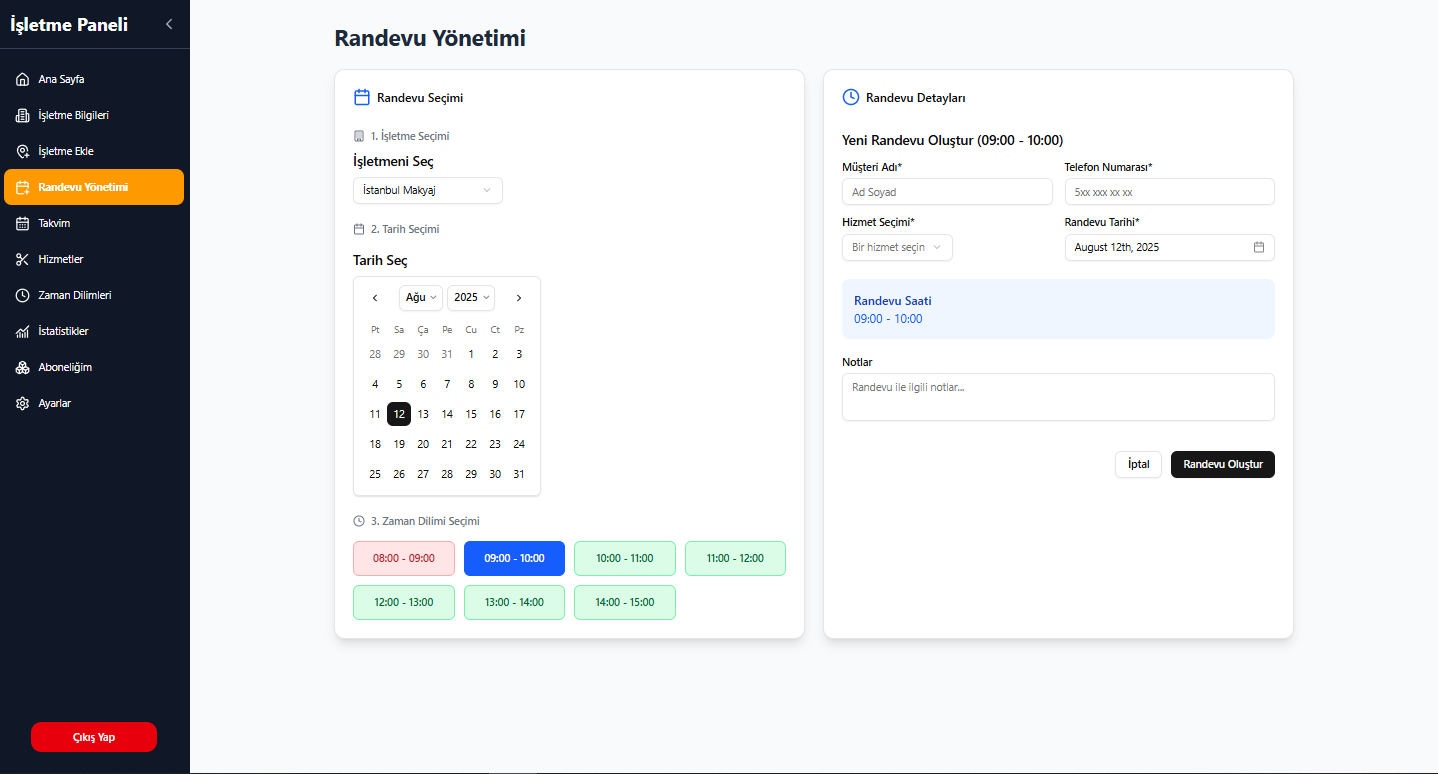 İşletme Paneli
Ana Sayfa
İşletme Bilgileri
İşletme Ekle
Randevu Yönetimi
Takvim
Hizmetler
Zaman Dilimleri
İstatistikler
Aboneliğim
Ayarlar
Çıkış Yap
Randevu Yönetimi
Randevu Seçimi
1. İşletme Seçimi
İşletmeni Seç
İstanbul Makyaj
2. Tarih Seçimi
Tarih Seç
Ağu 2025
Pt Sa Ça Pe Cu Ct Pz
28 29 30 31 1 2 3
4 5 6 7 8 9 10
11 12 13 14 15 16 17
18 19 20 21 22 23 24
25 26 27 28 29 30 31
3. Zaman Dilimi Seçimi
08:00 - 09:00 09:00 - 10:00 10:00 - 11:00 11:00 - 12:00
12:00 - 13:00 13:00 - 14:00 14:00 - 15:00
Randevu Detayları
Yeni Randevu Oluştur (09:00 - 10:00)
Müşteri Adı* Telefon Numarası*
Ad Soyad 5xx xxx xx xx
Hizmet Seçimi* Randevu Tarihi*
Bir hizmet seçin August 12th, 2025
Randevu Saati
09:00 - 10:00
Notlar
Randevu ile ilgili notlar...
İptal Randevu Oluştur